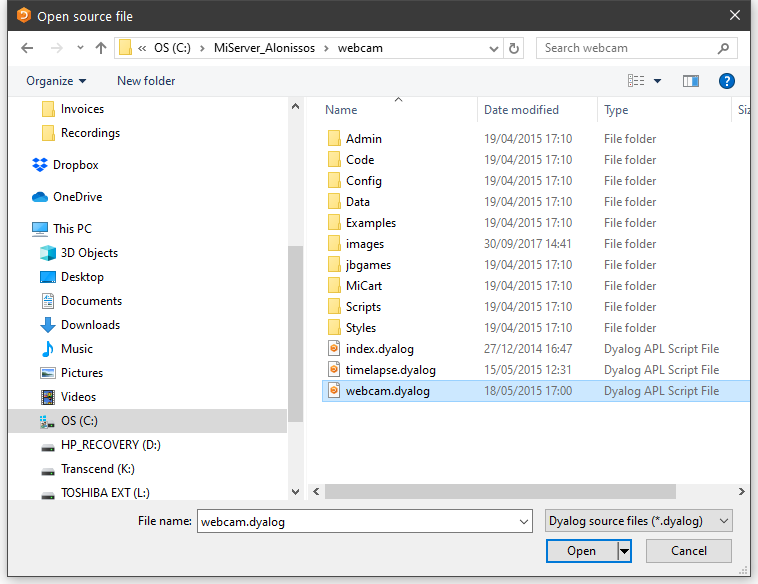 Open source file
« OS (C:) › MiServer_Alonissos › webcam
Search webcam
Organize
New folder
?
Invoices
Recordings
Dropbox
OneDrive
This PC
3D Objects
Desktop
Documents
Downloads
Music
Pictures
Videos
OS (C:)
HP_RECOVERY (D:)
Transcend (K:)
TOSHIBA EXT (L:)
Name Date modified Type
Admin 19/04/2015 17:10 File folder
Code 19/04/2015 17:10 File folder
Config 19/04/2015 17:10 File folder
Data 19/04/2015 17:10 File folder
Examples 19/04/2015 17:10 File folder
images 30/09/2017 14:41 File folder
jbgames 19/04/2015 17:10 File folder
MiCart 19/04/2015 17:10 File folder
Scripts 19/04/2015 17:10 File folder
Styles 19/04/2015 17:10 File folder
index.dyalog 27/12/2014 16:47 Dyalog APL Script File
timelapse.dyalog 15/05/2015 12:31 Dyalog APL Script File
webcam.dyalog 18/05/2015 17:00 Dyalog APL Script File
File name: webcam.dyalog
Dyalog source files (*.dyalog)
Open
Cancel